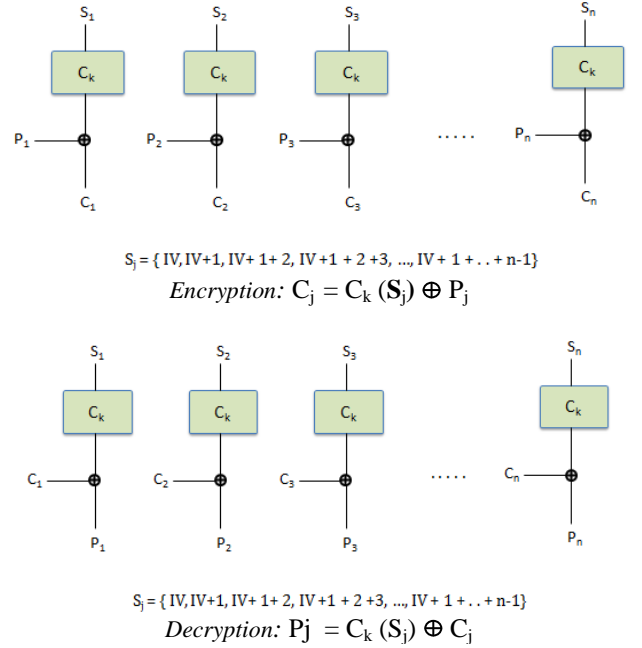 S₁ S₂ S₃ Sₙ
Cₖ Cₖ Cₖ Cₖ
P₁ P₂ P₃ ..... Pₙ
C₁ C₂ C₃ Cₙ
Sⱼ = { IV, IV+1, IV+ 1+ 2, IV +1 + 2 +3, ..., IV + 1 + . . + n-1}
Encryption: Cⱼ = Cₖ (Sⱼ) ⊕ Pⱼ
S₁ S₂ S₃ Sₙ
Cₖ Cₖ Cₖ Cₖ
C₁ C₂ C₃ ..... Cₙ
P₁ P₂ P₃ Pₙ
Sⱼ = { IV, IV+1, IV+ 1+ 2, IV +1 + 2 +3, ..., IV + 1 + . . + n-1}
Decryption: Pj = Cₖ (Sⱼ) ⊕ Cⱼ